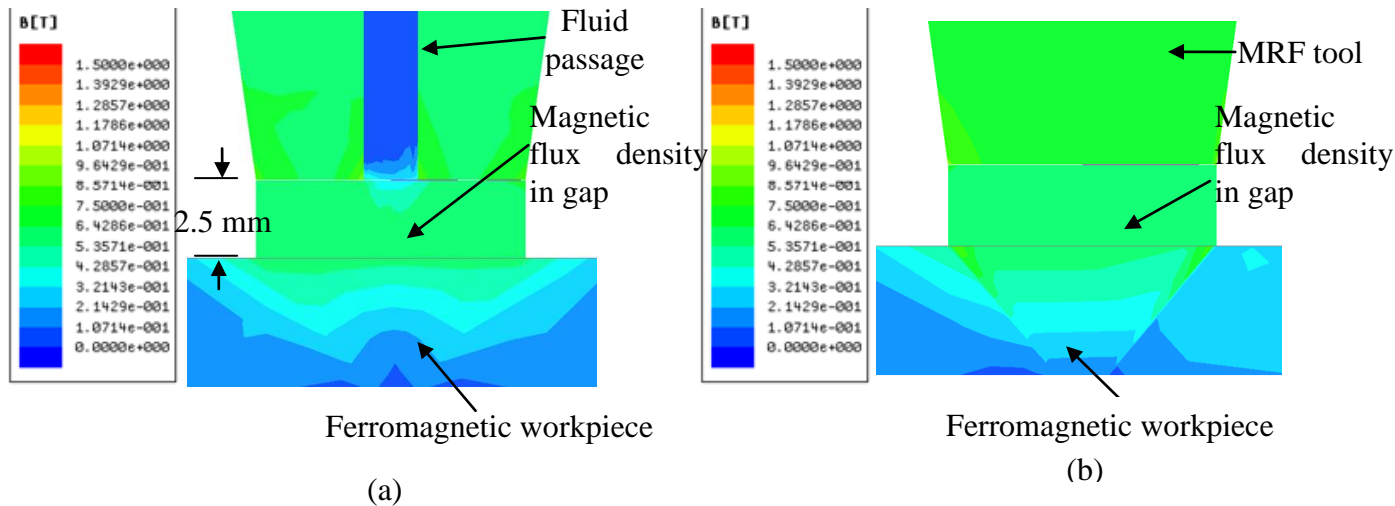 B[T]
1.5000e+000
1.3929e+000
1.2857e+000
1.1786e+000
1.0714e+000
9.6429e-001
8.5714e-001
7.5000e-001
6.4286e-001
5.3571e-001
4.2857e-001
3.2143e-001
2.1429e-001
1.0714e-001
0.0000e+000
Fluid
passage
Magnetic
flux density
in gap
2.5 mm
Ferromagnetic workpiece
(a)
B[T]
1.5000e+000
1.3929e+000
1.2857e+000
1.1786e+000
1.0714e+000
9.6429e-001
8.5714e-001
7.5000e-001
6.4286e-001
5.3571e-001
4.2857e-001
3.2143e-001
2.1429e-001
1.0714e-001
0.0000e+000
MRF tool
Magnetic
flux density
in gap
Ferromagnetic workpiece
(b)